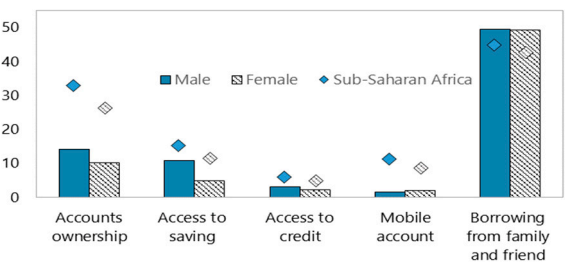 50
40
30
20
10
0
Male Female Sub-Saharan Africa
Accounts ownership
Access to saving
Access to credit
Mobile account
Borrowing from family and friend